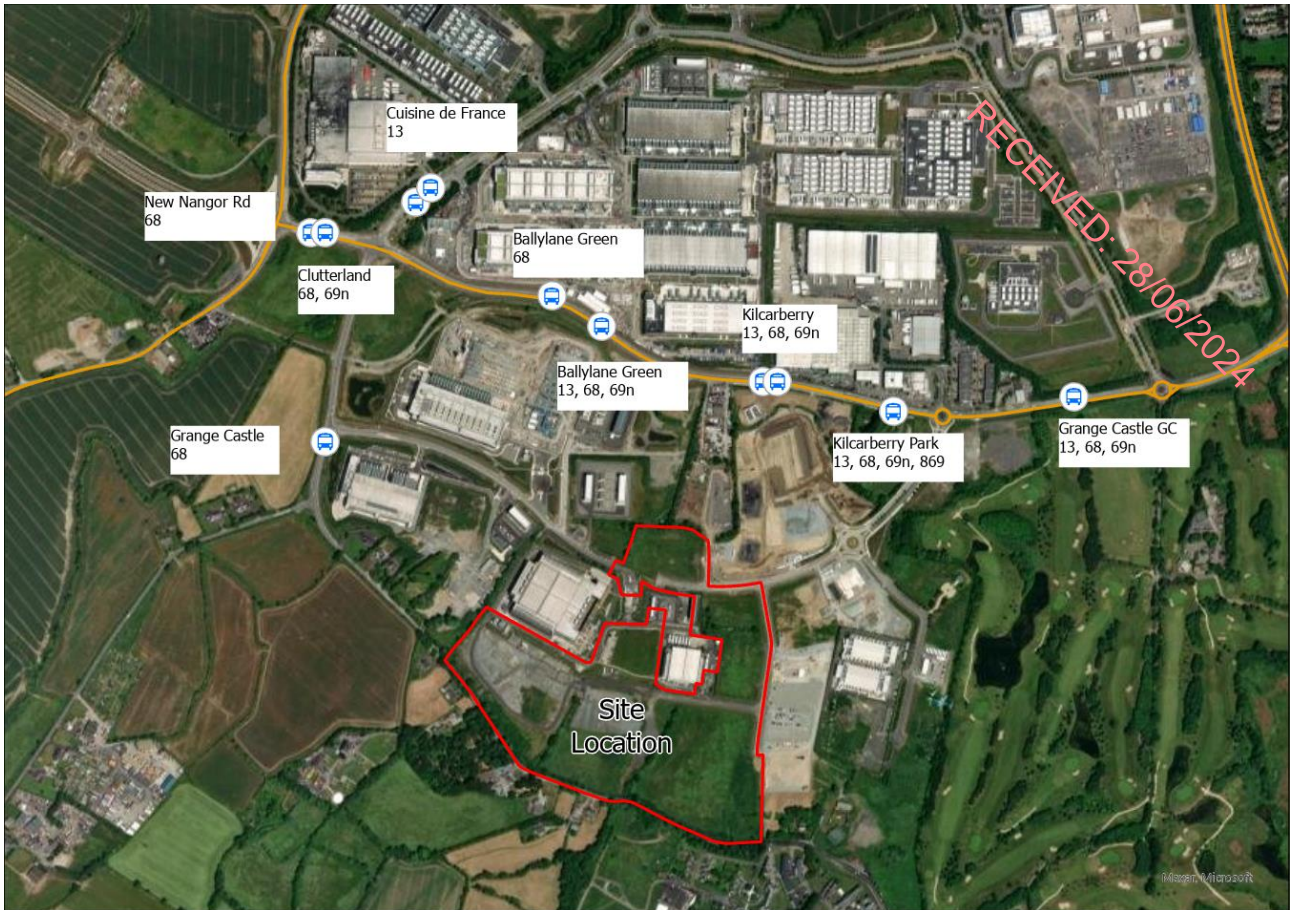 Cuisine de France
13
New Nangor Rd
68
Clutterland
68, 69n
Ballylane Green
68
Kilcarberry
13, 68, 69n
Ballylane Green
13, 68, 69n
Grange Castle
68
Kilcarberry Park
13, 68, 69n, 869
Grange Castle GC
13, 68, 69n
RECEIVED: 28/06/2024
Site
Location
Maxar, Microsoft